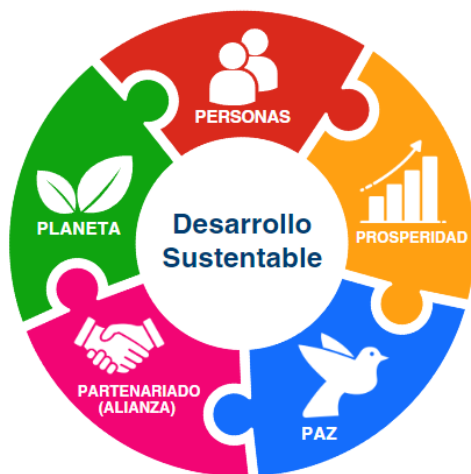 PERSONAS
PLANETA
Desarrollo
Sustentable
PROSPERIDAD
PARTENARIADO
(ALIANZA)
PAZ